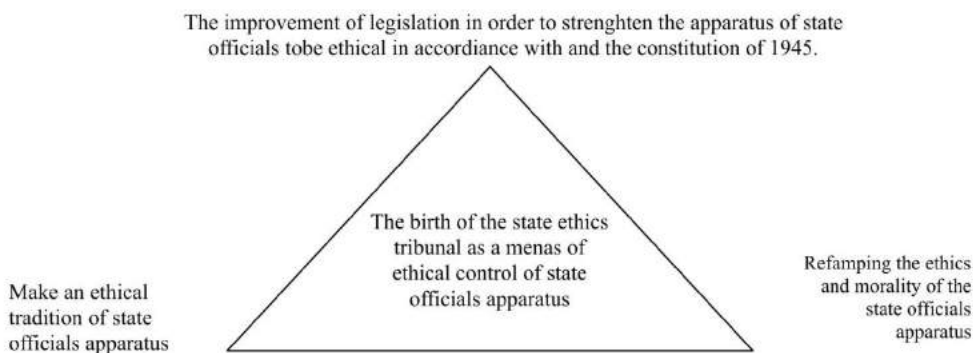 The improvement of legislation in order to strenghten the apparatus of state
officials tobe ethical in accordiance with and the constitution of 1945.
The birth of the state ethics
tribunal as a menas of
ethical control of state
officials apparatus
Make an ethical
tradition of state
officials apparatus
Refamping the ethics
and morality of the
state officials
apparatus